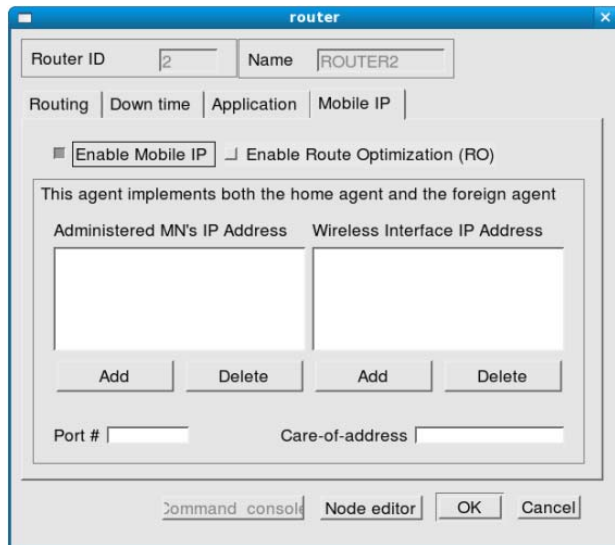 router
Router ID 2 Name ROUTER2
Routing Down time Application Mobile IP
Enable Mobile IP Enable Route Optimization (RO)
This agent implements both the home agent and the foreign agent
Administered MN's IP Address Wireless Interface IP Address
Add Delete Add Delete
Port # Care-of-address
Command console Node editor OK Cancel